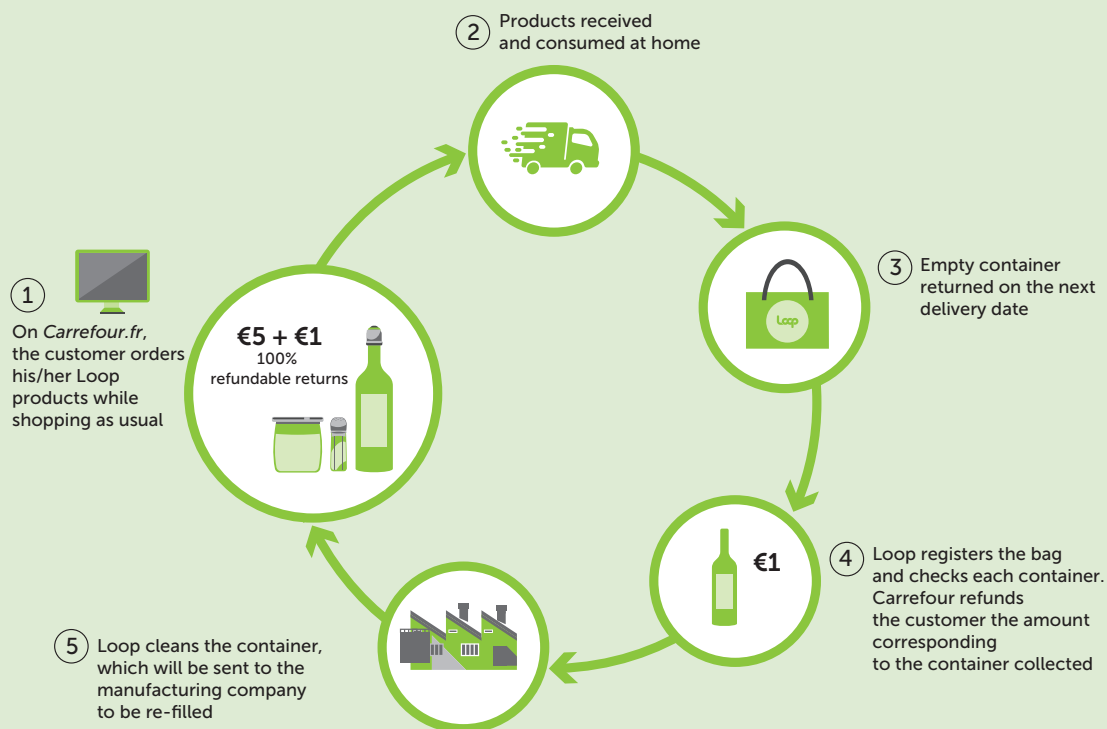 2
Products received
and consumed at home
1
On Carrefour.fr,
the customer orders
his/her Loop
products while
shopping as usual
€5 + €1
100%
refundable returns
Loop
3
Empty container
returned on the next
delivery date
€1
4
Loop registers the bag
and checks each container.
Carrefour refunds
the customer the amount
corresponding
to the container collected
5
Loop cleans the container,
which will be sent to the
manufacturing company
to be re-filled